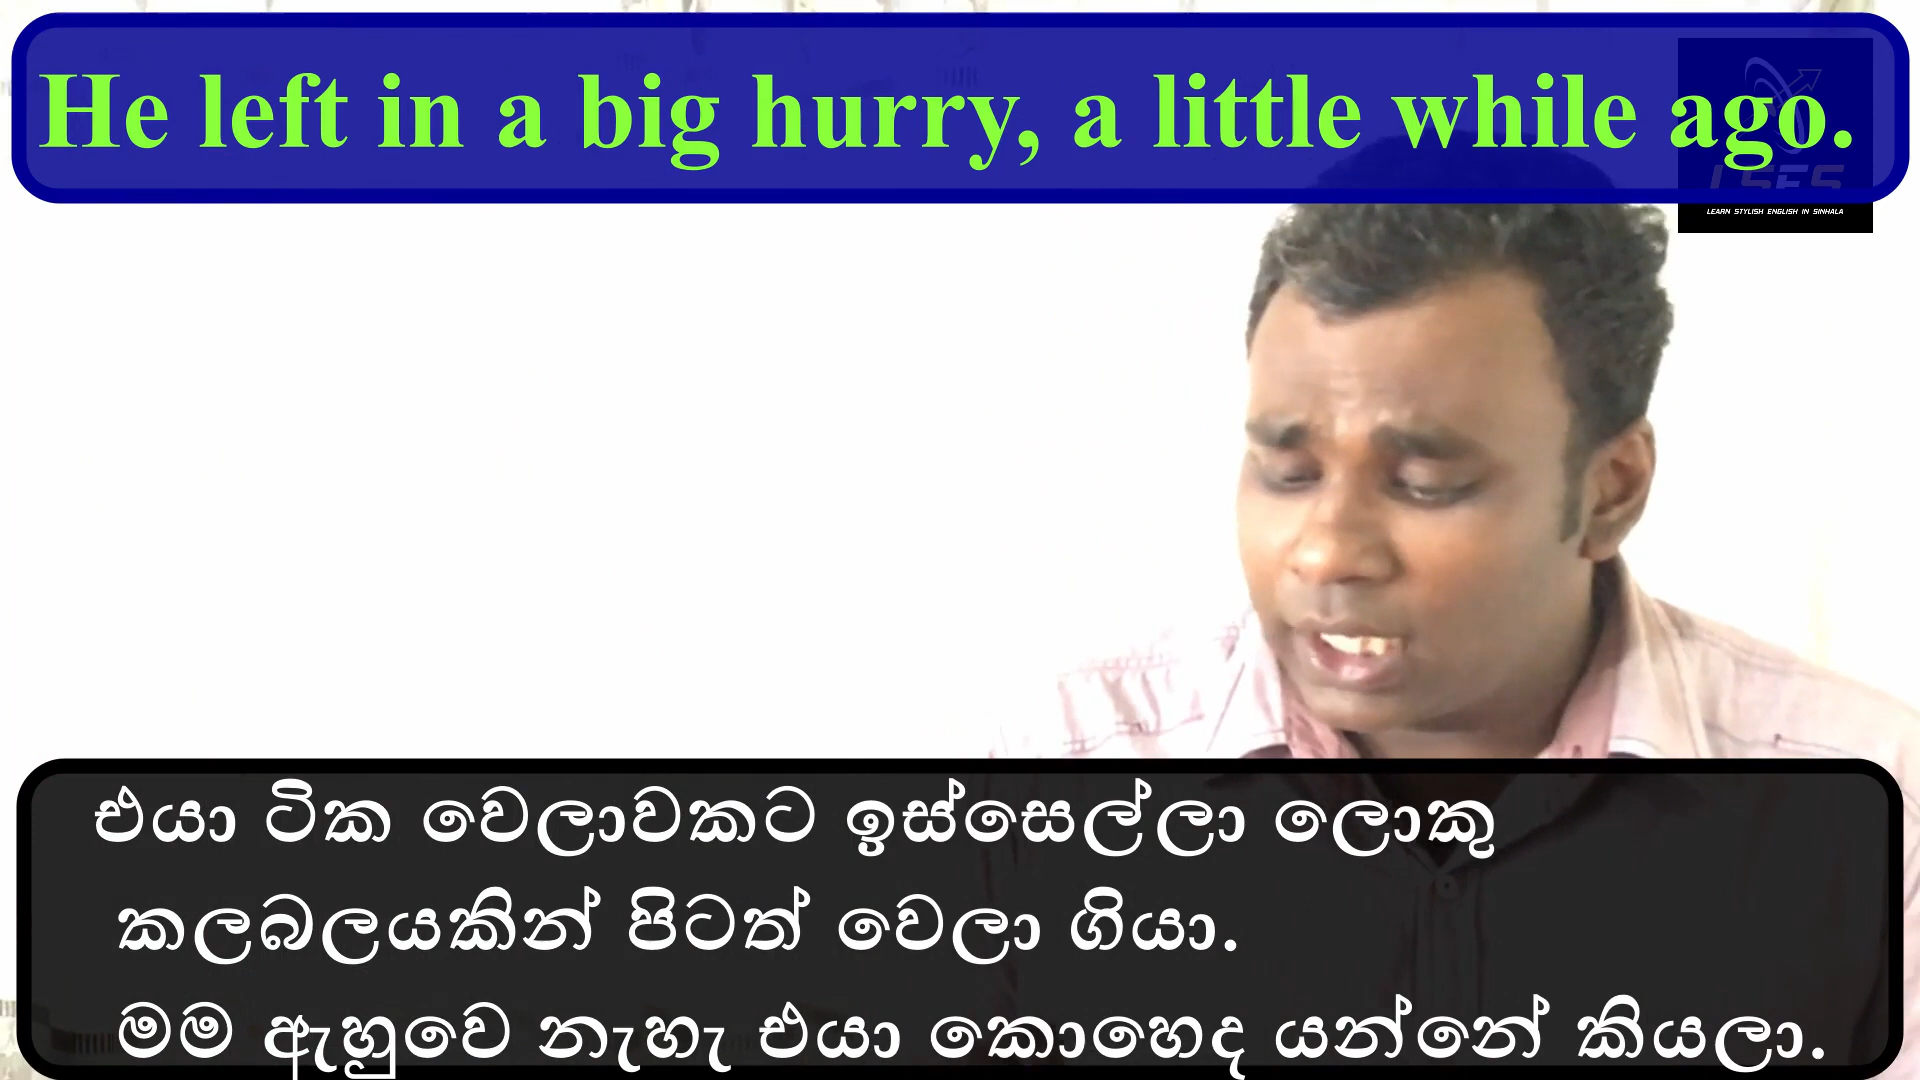 He left in a big hurry, a little while ago.
LSES
LEARN STYLISH ENGLISH IN SINHALA
එයා ටික වෙලාවකට ඉස්සෙල්ලා ලොකු
කලබලයකින් පිටත් වෙලා ගියා.
මම ඇහුවෙ නැහැ එයා කොහෙද යන්නේ කියලා.